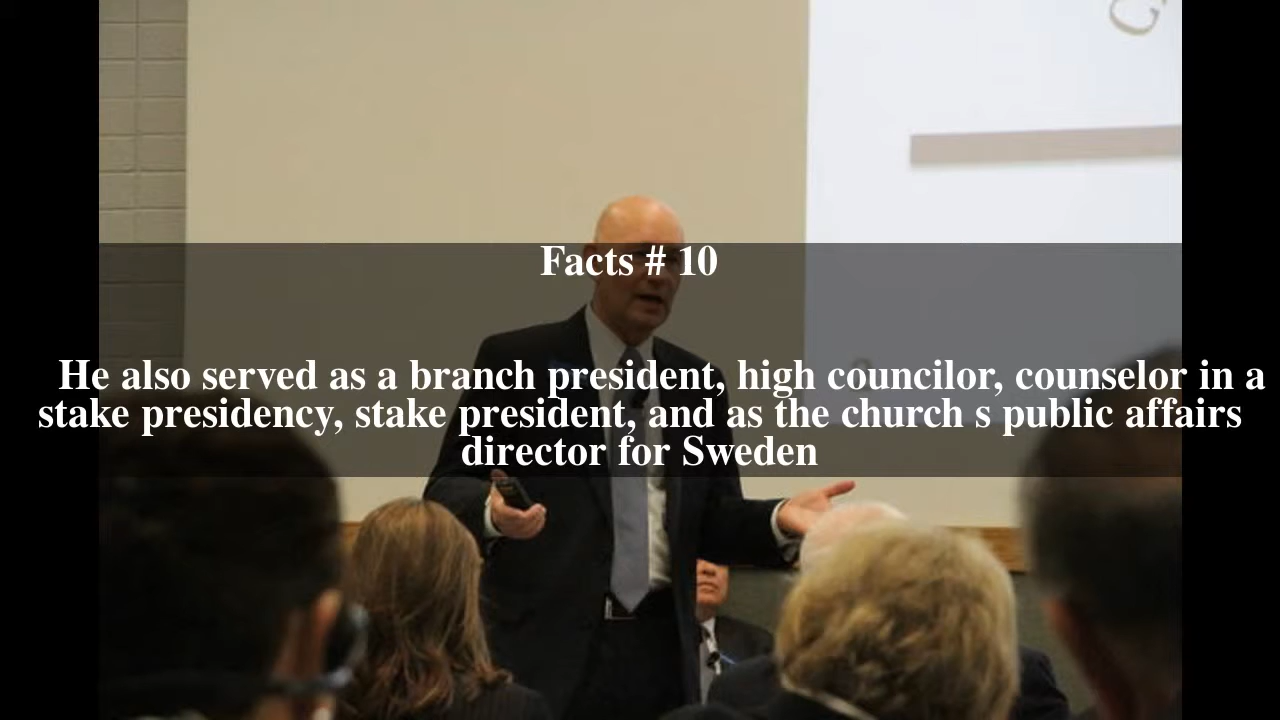 Facts # 10
He also served as a branch president, high councilor, counselor in a
stake presidency, stake president, and as the church s public affairs
director for Sweden